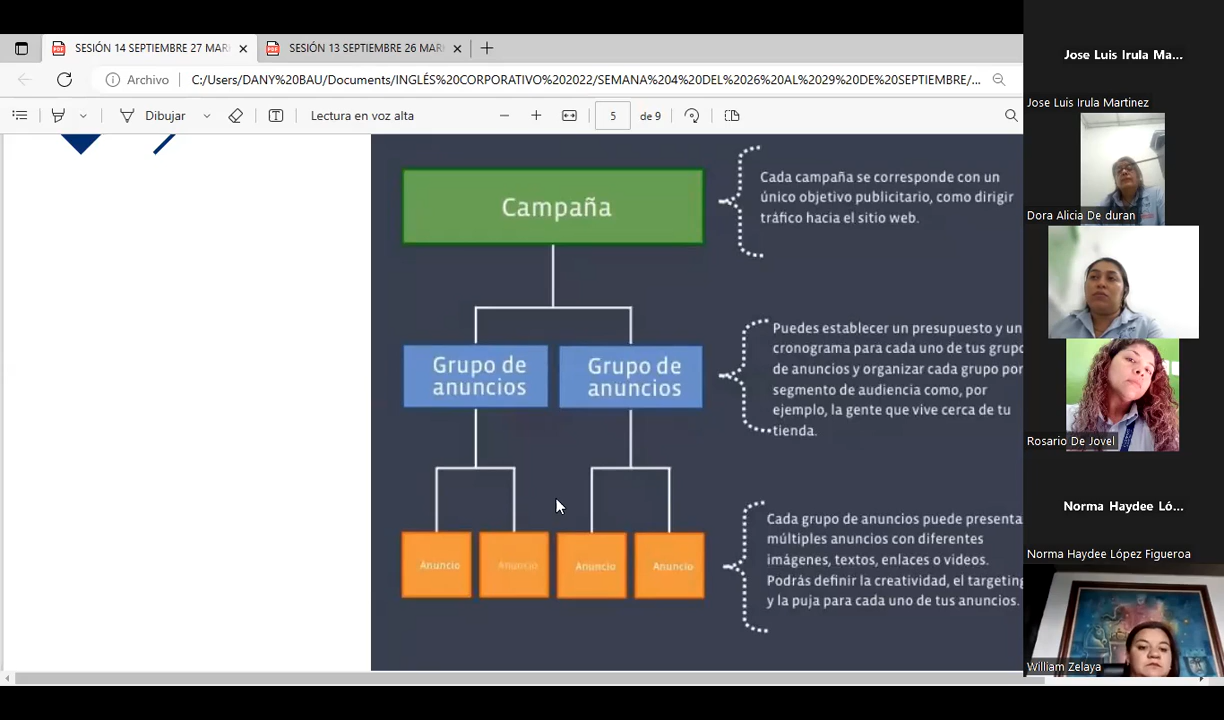 SESIÓN 14 SEPTIEMBRE 27 MAR
SESIÓN 13 SEPTIEMBRE 26 MAR
Archivo
C:/Users/DANY%20BAU/Documents/INGLÉS%20CORPORATIVO%202022/SEMANA%204%20DEL%2026%20AL%2029%20DE%20SEPTIEMBRE/...
Dibujar
Lectura en voz alta
5
de 9
Campaña
Cada campaña se corresponde con un
único objetivo publicitario, como dirigir
tráfico hacia el sitio web.
Grupo de
anuncios
Grupo de
anuncios
Puedes establecer un presupuesto y un
cronograma para cada uno de tus grupo
de anuncios y organizar cada grupo por
segmento de audiencia como, por
ejemplo, la gente que vive cerca de tu
tienda.
Anuncio
Anuncio
Anuncio
Anuncio
Cada grupo de anuncios puede presenta
múltiples anuncios con diferentes
imágenes, textos, enlaces o videos.
Podrás definir la creatividad, el targeting
y la puja para cada uno de tus anuncios.
Jose Luis Irula Ma...
Jose Luis Irula Martinez
Dora Alicia De duran
Rosario De Jovel
Norma Haydee Ló...
Norma Haydee López Figueroa
William Zelaya